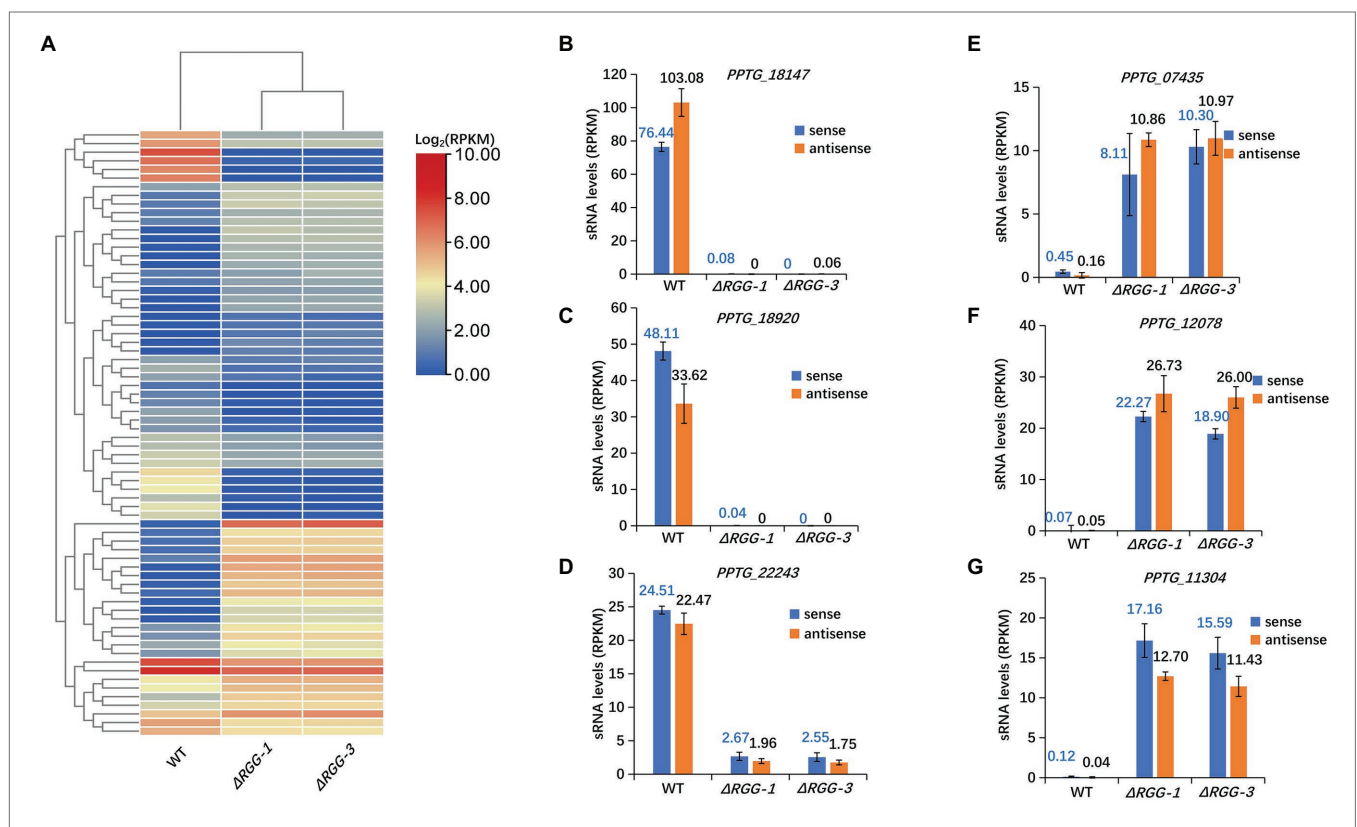 A
Log₂(RPKM)
10.00
8.00
6.00
4.00
2.00
0.00
WT
ΔRGG-1
ΔRGG-3
B
PPTG_18147
sRNA levels (RPKM)
120
100
80
60
40
20
0
76.44
103.08
0.08
0
0
0.06
sense
antisense
WT
ΔRGG-1
ΔRGG-3
C
PPTG_18920
sRNA levels (RPKM)
60
50
40
30
20
10
0
48.11
33.62
0.04
0
0
0
sense
antisense
WT
ΔRGG-1
ΔRGG-3
D
PPTG_22243
sRNA levels (RPKM)
30
25
20
15
10
5
0
24.51
22.47
2.67
1.96
2.55
1.75
sense
antisense
WT
ΔRGG-1
ΔRGG-3
E
PPTG_07435
sRNA levels (RPKM)
15
10
5
0
0.45
0.16
8.11
10.86
10.30
10.97
sense
antisense
WT
ΔRGG-1
ΔRGG-3
F
PPTG_12078
sRNA levels (RPKM)
40
30
20
10
0
0.07
0.05
22.27
26.73
18.90
26.00
sense
antisense
WT
ΔRGG-1
ΔRGG-3
G
PPTG_11304
sRNA levels (RPKM)
25
20
15
10
5
0
0.12
0.04
17.16
12.70
15.59
11.43
sense
antisense
WT
ΔRGG-1
ΔRGG-3